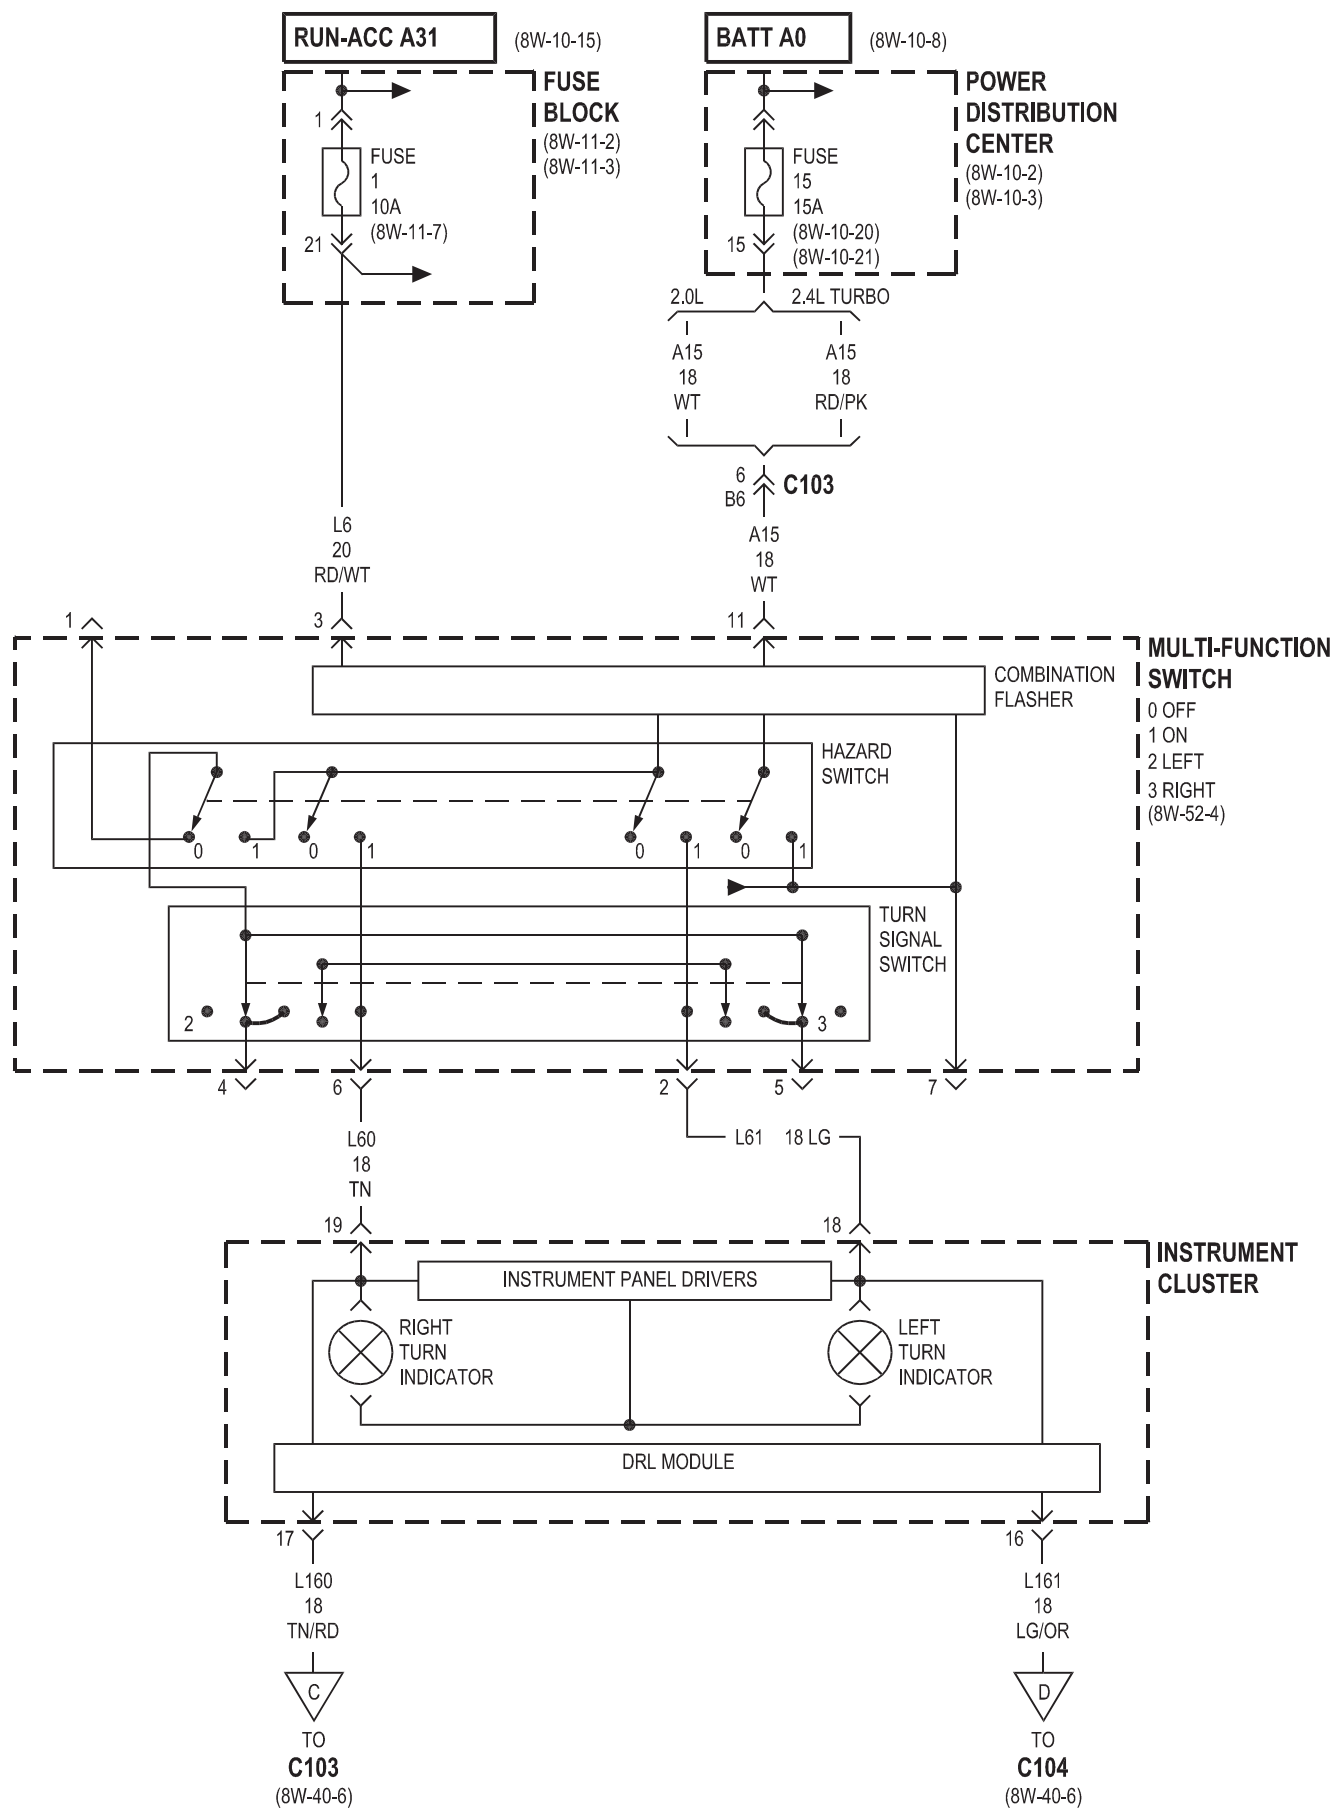 RUN-ACC A31
(8W-10-15)
BATT A0
(8W-10-8)
FUSE
BLOCK
(8W-11-2)
(8W-11-3)
1
FUSE
1
10A
(8W-11-7)
21
POWER
DISTRIBUTION
CENTER
(8W-10-2)
(8W-10-3)
FUSE
15
15A
(8W-10-20)
(8W-10-21)
15
2.0L
2.4L TURBO
A15
18
WT
A15
18
RD/PK
6
B6
C103
L6
20
RD/WT
A15
18
WT
1
3
11
MULTI-FUNCTION
SWITCH
0 OFF
1 ON
2 LEFT
3 RIGHT
(8W-52-4)
COMBINATION
FLASHER
HAZARD
SWITCH
0 1 0 1 0 1 0 1
TURN
SIGNAL
SWITCH
2 3
4
6
2
5
7
L60
18
TN
L61 18 LG
19
18
INSTRUMENT
CLUSTER
INSTRUMENT PANEL DRIVERS
RIGHT
TURN
INDICATOR
LEFT
TURN
INDICATOR
DRL MODULE
17
16
L160
18
TN/RD
L161
18
LG/OR
C
D
TO
C103
(8W-40-6)
TO
C104
(8W-40-6)